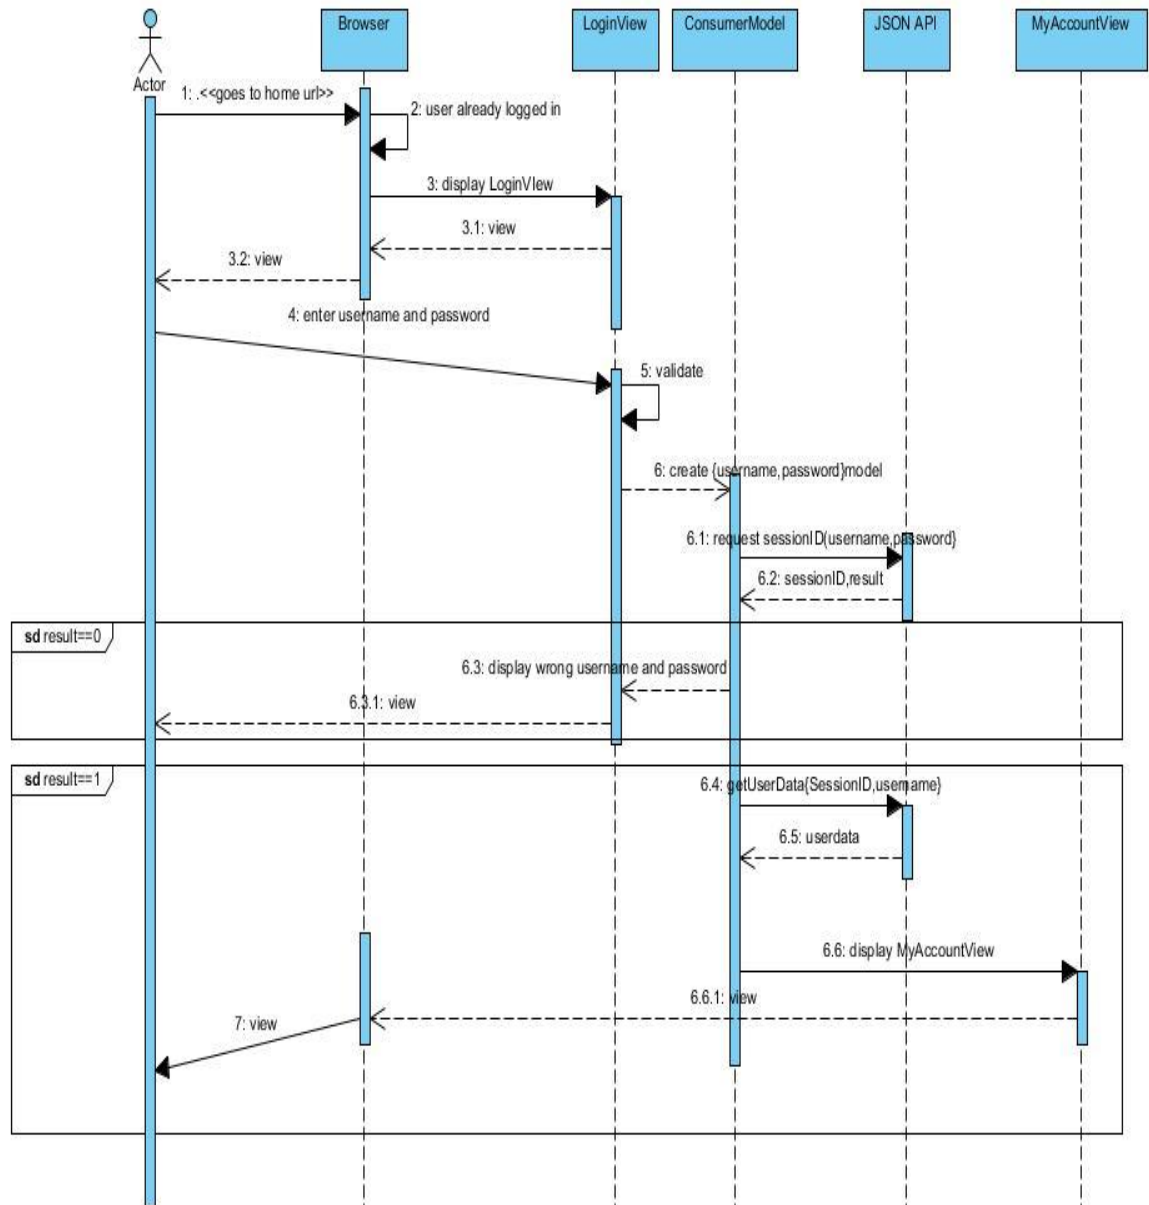 Browser
LoginView
ConsumerModel
JSON API
MyAccountView
Actor
1: .<<goes to home url>>
2: user already logged in
3: display LoginVIew
3.1: view
3.2: view
4: enter username and password
5: validate
6: create {username,password}model
6.1: request sessionID(username,password}
6.2: sessionID,result
sd result==0
6.3: display wrong username and password
6.3.1: view
sd result==1
6.4: getUserData{SessionID,username}
6.5: userdata
6.6: display MyAccountView
6.6.1: view
7: view